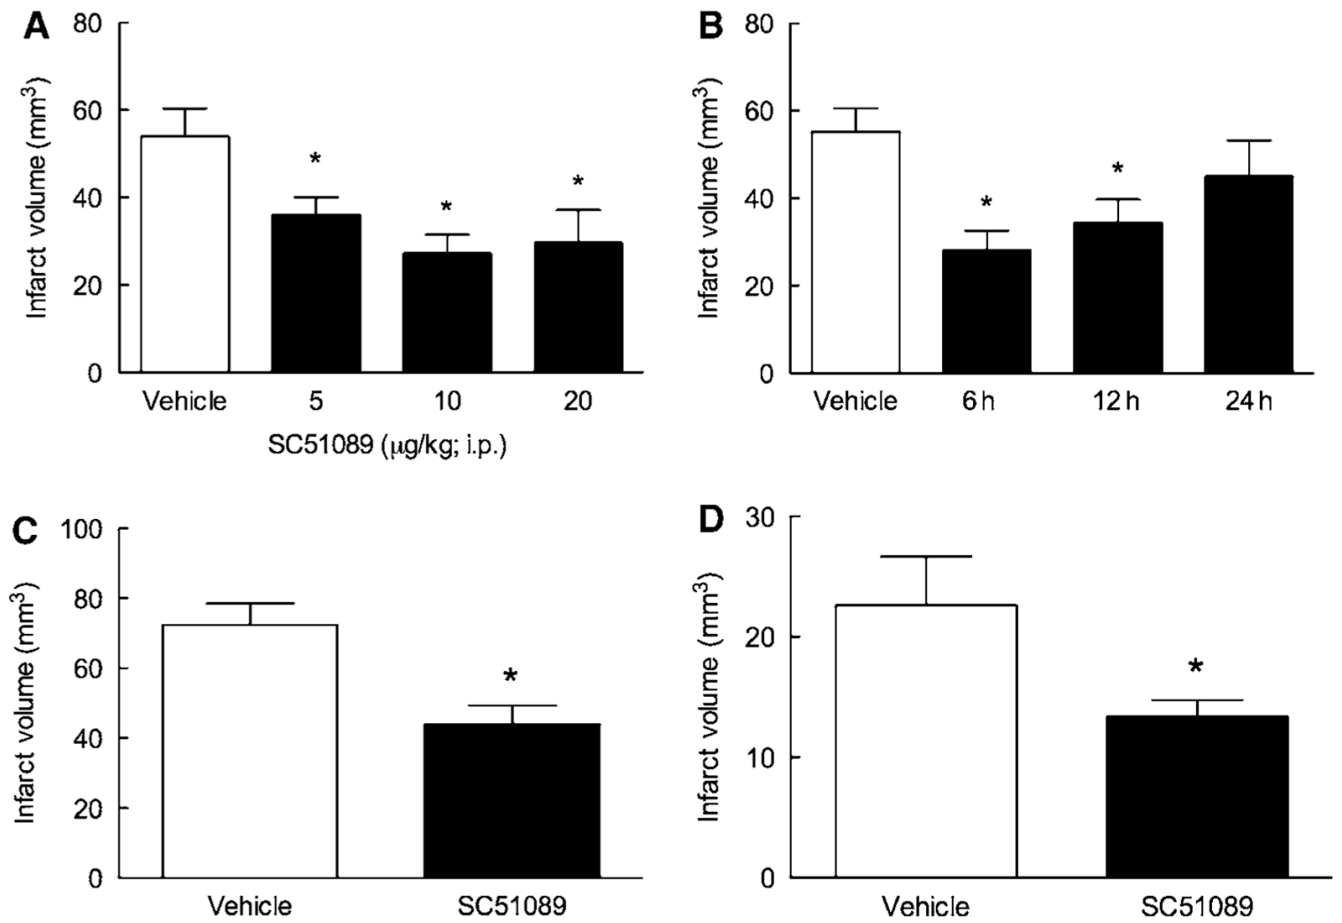 A
Infarct volume (mm³)
80
60
40
20
0
*
*
*
Vehicle 5 10 20
SC51089 (µg/kg; i.p.)
B
Infarct volume (mm³)
80
60
40
20
0
*
*
Vehicle 6 h 12 h 24 h
C
Infarct volume (mm³)
100
80
60
40
20
0
*
Vehicle SC51089
D
Infarct volume (mm³)
30
20
10
0
*
Vehicle SC51089